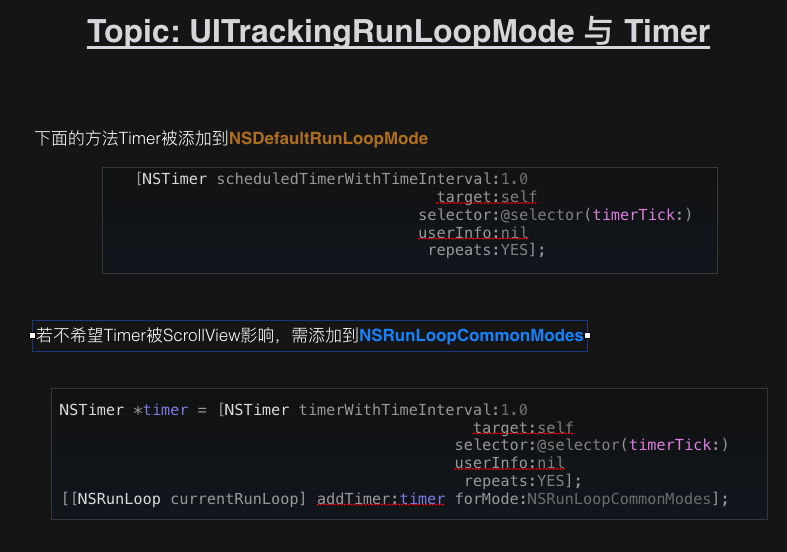 Topic: UITrackingRunLoopMode 与 Timer
下面的方法Timer被添加到NSDefaultRunLoopMode
[NSTimer scheduledTimerWithTimeInterval:1.0
target:self
selector:@selector(timerTick:)
userInfo:nil
repeats:YES];
若不希望Timer被ScrollView影响，需添加到NSRunLoopCommonModes
NSTimer *timer = [NSTimer timerWithTimeInterval:1.0
target:self
selector:@selector(timerTick:)
userInfo:nil
repeats:YES];
[[NSRunLoop currentRunLoop] addTimer:timer forMode:NSRunLoopCommonModes];